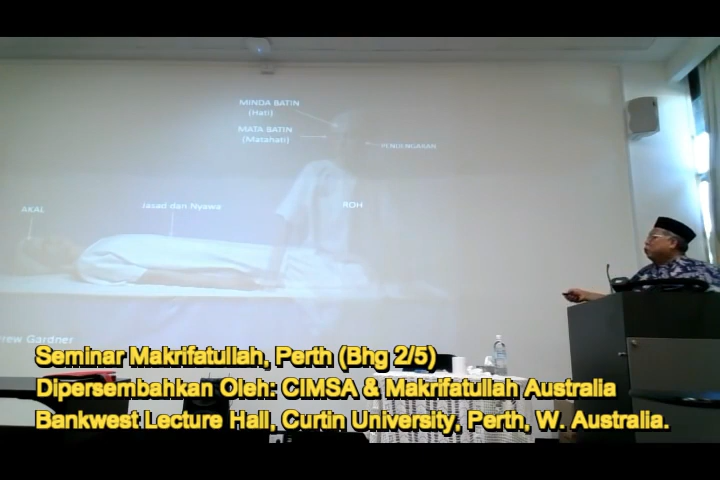 MINDA BATIN
(Hati)
MATA BATIN
(Matahati)
PENDENGARAN
AKAL
Jasad dan Nyawa
ROH
rew Gardner
Seminar Makrifatullah, Perth (Bhg 2/5)
Dipersembahkan Oleh: CIMSA & Makrifatullah Australia
Bankwest Lecture Hall, Curtin University, Perth, W. Australia.